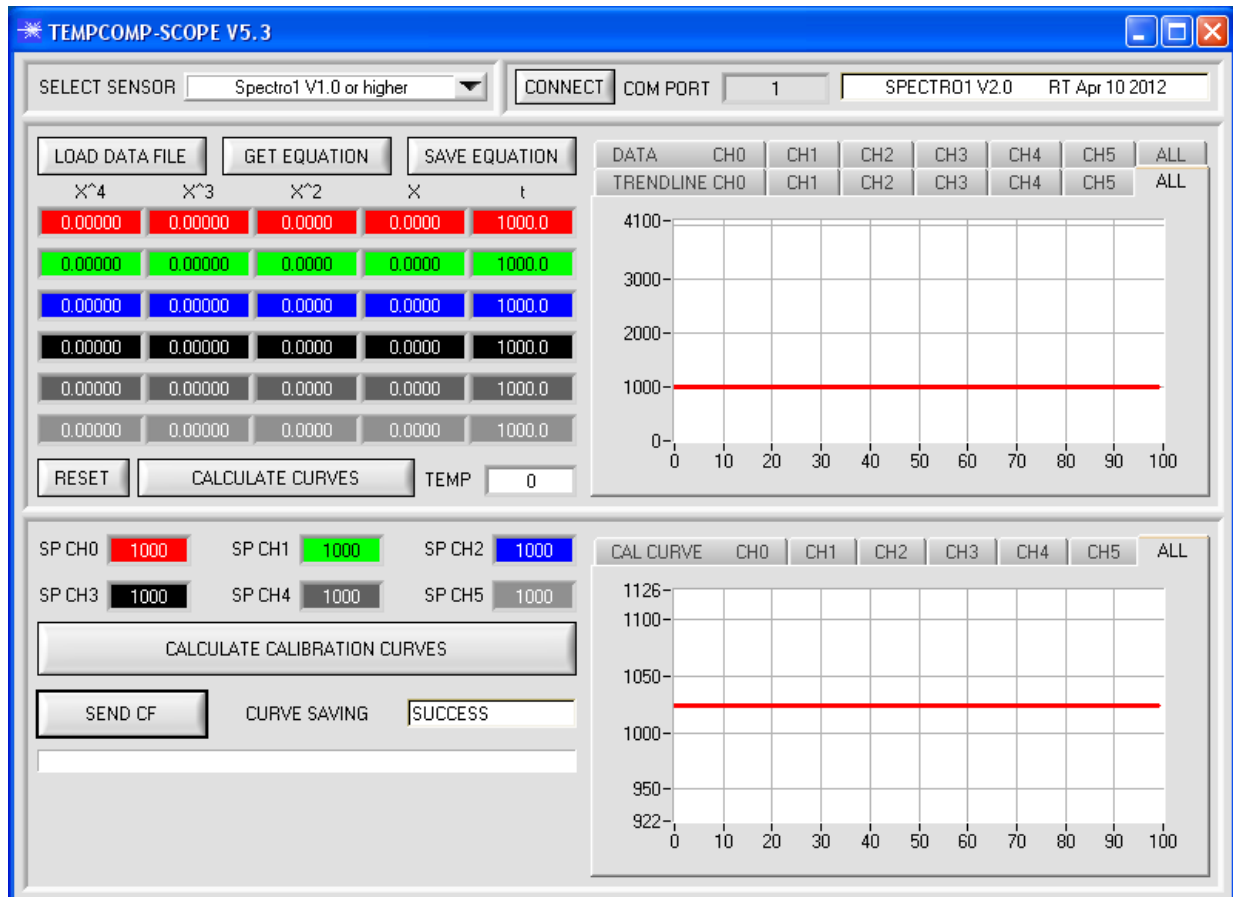 TEMPCOMP-SCOPE V5.3
SELECT SENSOR Spectro1 V1.0 or higher CONNECT COM PORT 1 SPECTRO1 V2.0 RT Apr 10 2012
LOAD DATA FILE GET EQUATION SAVE EQUATION
X^4 X^3 X^2 X t
0.00000 0.00000 0.0000 0.0000 1000.0
0.00000 0.00000 0.0000 0.0000 1000.0
0.00000 0.00000 0.0000 0.0000 1000.0
0.00000 0.00000 0.0000 0.0000 1000.0
0.00000 0.00000 0.0000 0.0000 1000.0
0.00000 0.00000 0.0000 0.0000 1000.0
RESET CALCULATE CURVES TEMP 0
DATA CH0 CH1 CH2 CH3 CH4 CH5 ALL
TRENDLINE CH0 CH1 CH2 CH3 CH4 CH5 ALL
4100
3000
2000
1000
0
0 10 20 30 40 50 60 70 80 90 100
SP CH0 1000 SP CH1 1000 SP CH2 1000
SP CH3 1000 SP CH4 1000 SP CH5 1000
CALCULATE CALIBRATION CURVES
SEND CF CURVE SAVING SUCCESS
CAL CURVE CH0 CH1 CH2 CH3 CH4 CH5 ALL
1126
1100
1050
1000
950
922
0 10 20 30 40 50 60 70 80 90 100